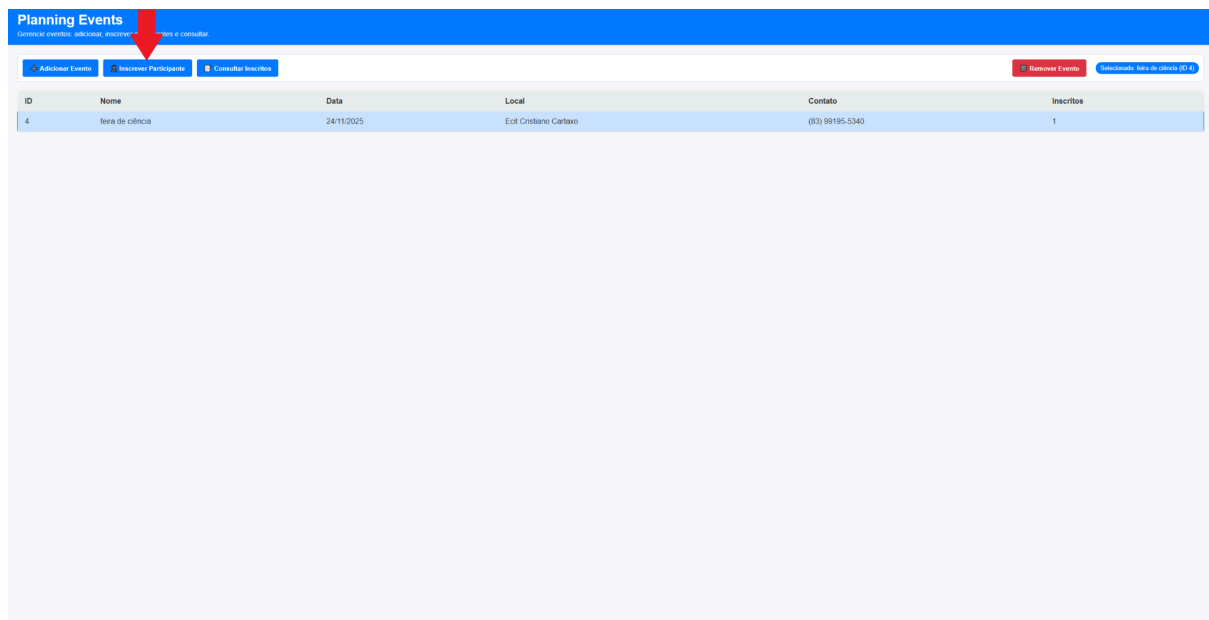 Planning Events
Gerencie eventos: adicionar, inscrever e consultar.
Adicionar Evento Inscrever Participante Consultar Inscritos Remover Evento Selecionado: feira de ciência (ID 4)
ID Nome Data Local Contato Inscritos
4 feira de ciência 24/11/2025 Ecit Cristiano Cartaxo (83) 99195-5340 1